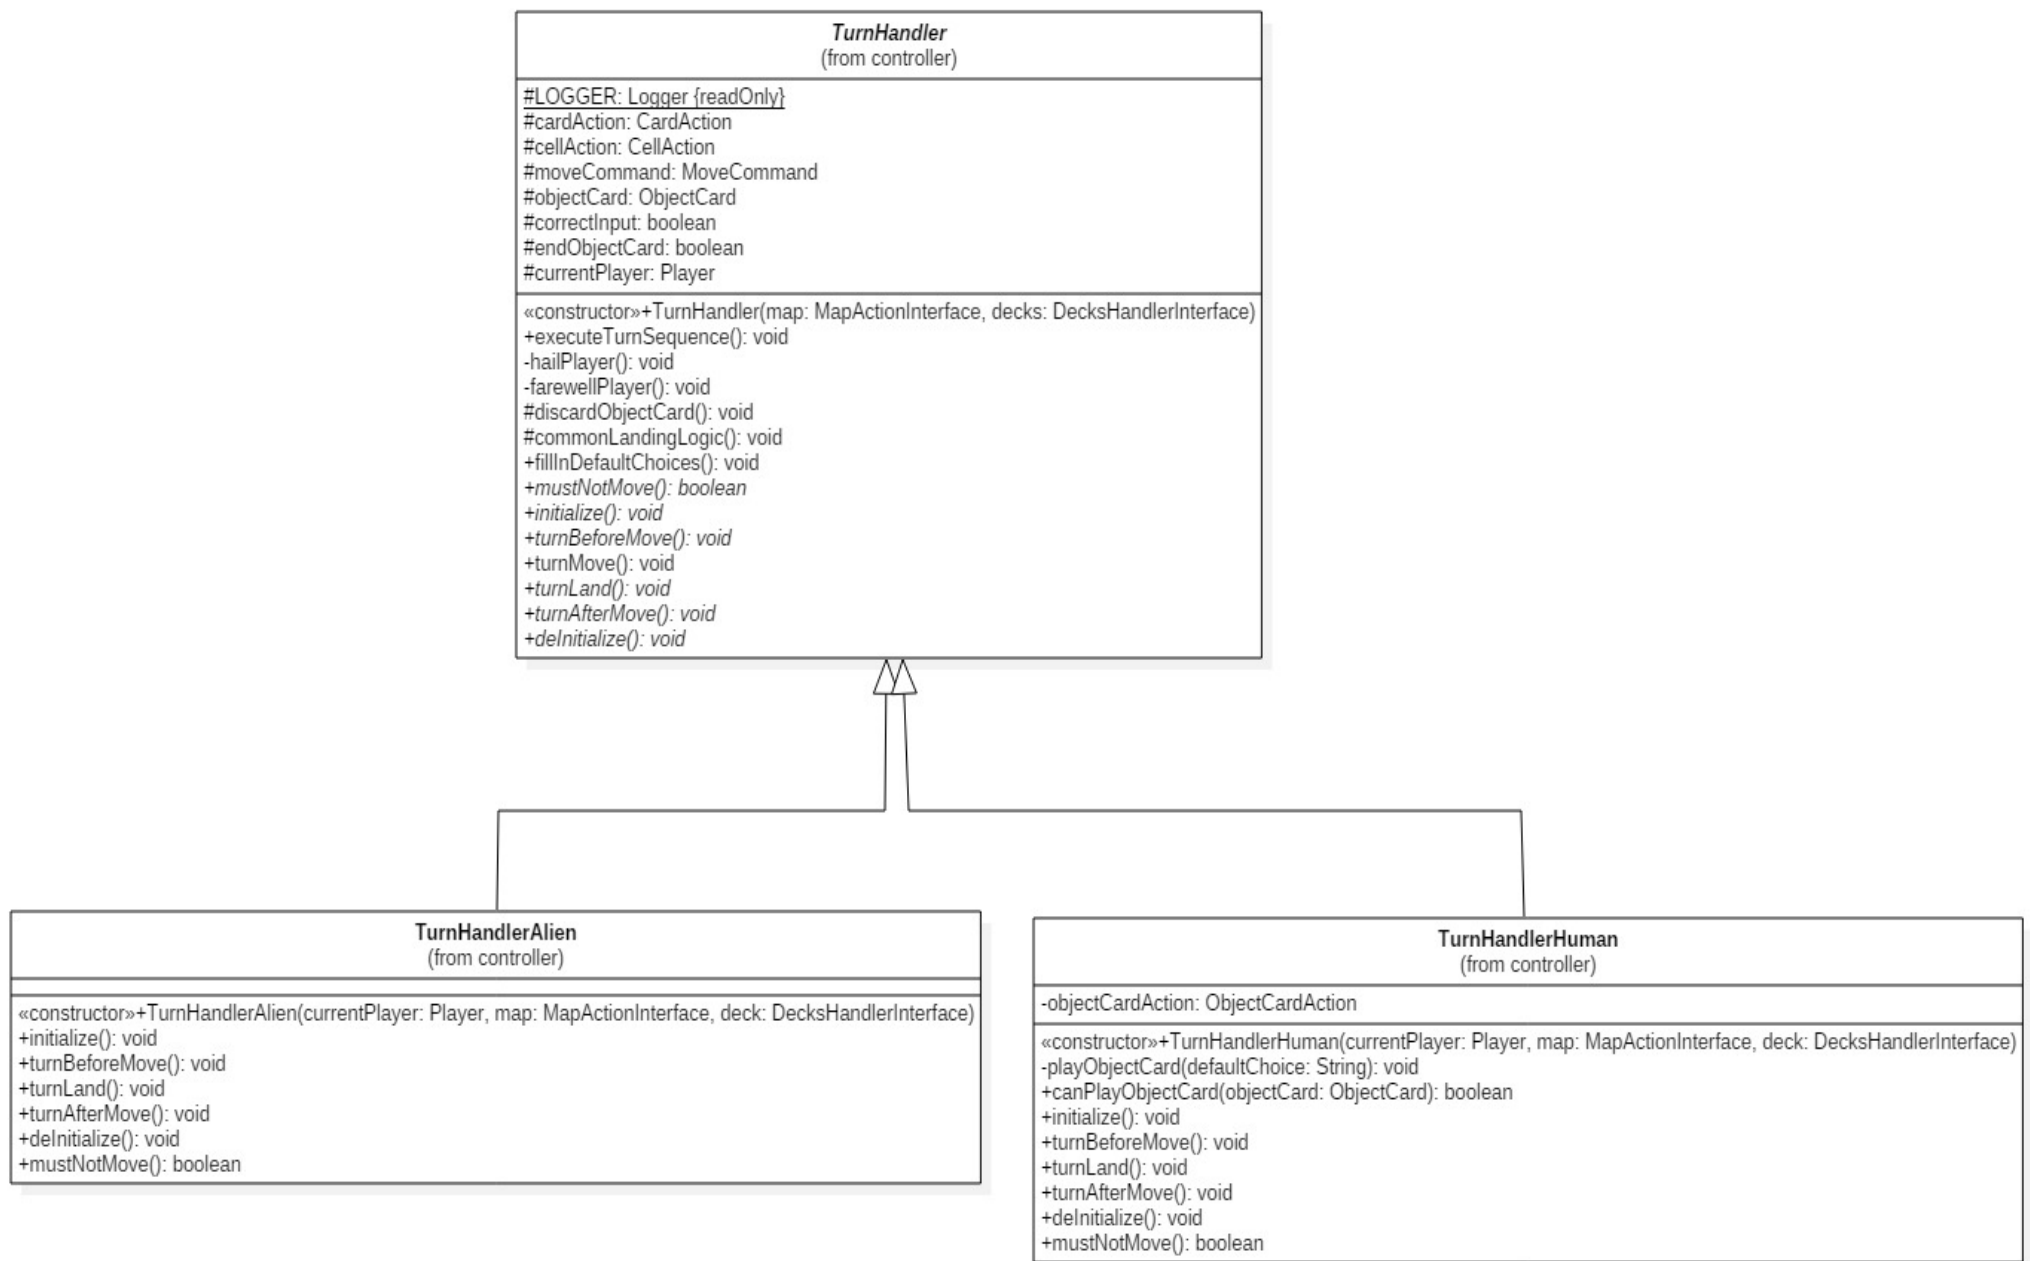 TurnHandler
(from controller)
#LOGGER: Logger {readOnly}
#cardAction: CardAction
#cellAction: CellAction
#moveCommand: MoveCommand
#objectCard: ObjectCard
#correctInput: boolean
#endObjectCard: boolean
#currentPlayer: Player
«constructor»+TurnHandler(map: MapActionInterface, decks: DecksHandlerInterface)
+executeTurnSequence(): void
-hailPlayer(): void
-farewellPlayer(): void
#discardObjectCard(): void
#commonLandingLogic(): void
+fillInDefaultChoices(): void
+mustNotMove(): boolean
+initialize(): void
+turnBeforeMove(): void
+turnMove(): void
+turnLand(): void
+turnAfterMove(): void
+deInitialize(): void
TurnHandlerAlien
(from controller)
«constructor»+TurnHandlerAlien(currentPlayer: Player, map: MapActionInterface, deck: DecksHandlerInterface)
+initialize(): void
+turnBeforeMove(): void
+turnLand(): void
+turnAfterMove(): void
+deInitialize(): void
+mustNotMove(): boolean
TurnHandlerHuman
(from controller)
-objectCardAction: ObjectCardAction
«constructor»+TurnHandlerHuman(currentPlayer: Player, map: MapActionInterface, deck: DecksHandlerInterface)
-playObjectCard(defaultChoice: String): void
+canPlayObjectCard(objectCard: ObjectCard): boolean
+initialize(): void
+turnBeforeMove(): void
+turnLand(): void
+turnAfterMove(): void
+deInitialize(): void
+mustNotMove(): boolean